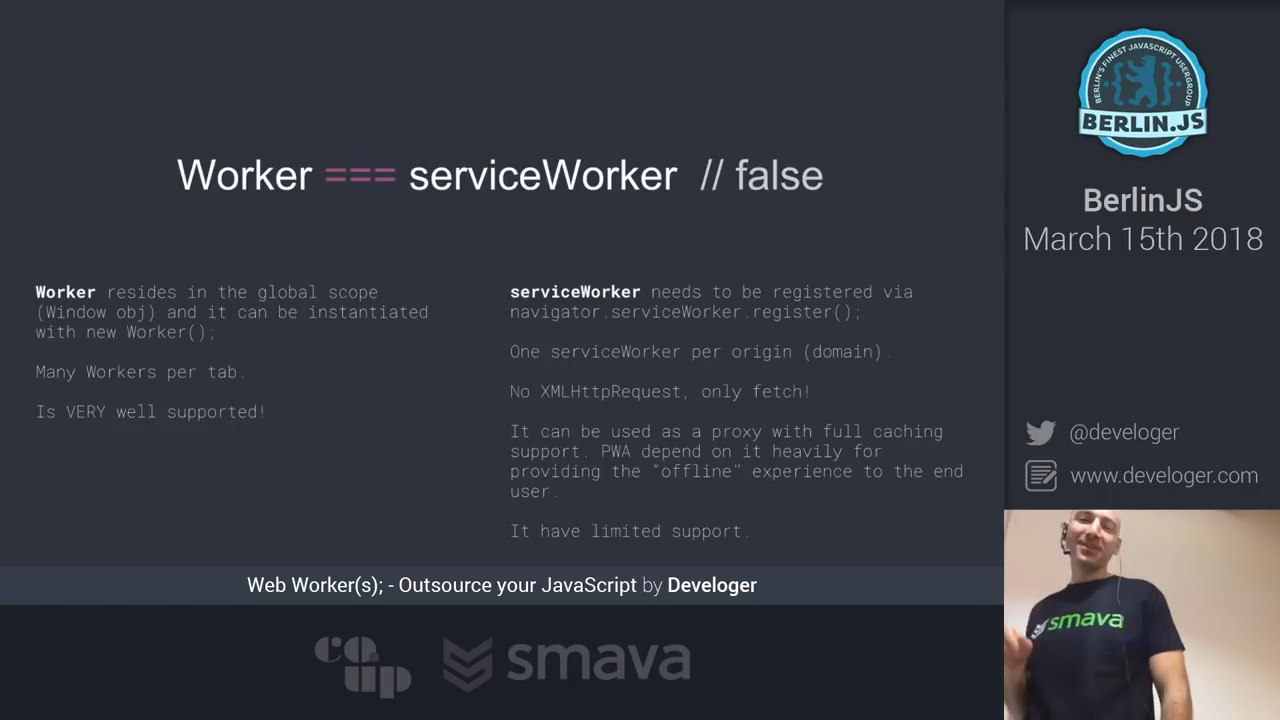 Worker === serviceWorker // false
Worker resides in the global scope
(Window obj) and it can be instantiated
with new Worker();
Many Workers per tab.
Is VERY well supported!
serviceWorker needs to be registered via
navigator.serviceWorker.register();
One serviceWorker per origin (domain).
No XMLHttpRequest, only fetch!
It can be used as a proxy with full caching
support. PWA depend on it heavily for
providing the “offline” experience to the end
user.
It have limited support.
Web Worker(s); - Outsource your JavaScript by Developer
co.up
smava
BERLIN'S FINEST JAVASCRIPT USERGROUP
BERLIN.JS
BerlinJS
March 15th 2018
@developer
www.developer.com
smava